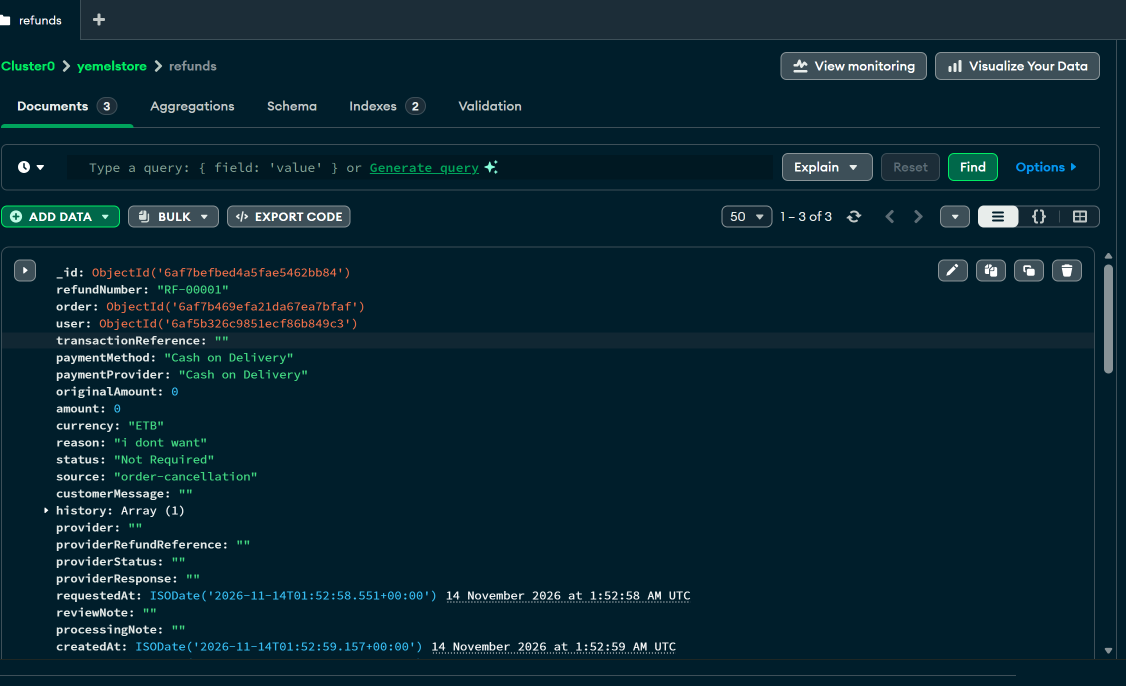 refunds
Cluster0 yemelstore refunds
View monitoring
Visualize Your Data
Documents 3
Aggregations
Schema
Indexes 2
Validation
Type a query: { field: 'value' } or Generate query
Explain
Reset
Find
Options
ADD DATA
BULK
</> EXPORT CODE
50
1 – 3 of 3
{}
_id: ObjectId('6af7befbed4a5fae5462bb84')
refundNumber: "RF-00001"
order: ObjectId('6af7b469efa21da67ea7bfaf')
user: ObjectId('6af5b326c9851ecf86b849c3')
transactionReference: ""
paymentMethod: "Cash on Delivery"
paymentProvider: "Cash on Delivery"
originalAmount: 0
amount: 0
currency: "ETB"
reason: "i dont want"
status: "Not Required"
source: "order-cancellation"
customerMessage: ""
history: Array (1)
provider: ""
providerRefundReference: ""
providerStatus: ""
providerResponse: ""
requestedAt: ISODate('2026-11-14T01:52:58.551+00:00') 14 November 2026 at 1:52:58 AM UTC
reviewNote: ""
processingNote: ""
createdAt: ISODate('2026-11-14T01:52:59.157+00:00') 14 November 2026 at 1:52:59 AM UTC